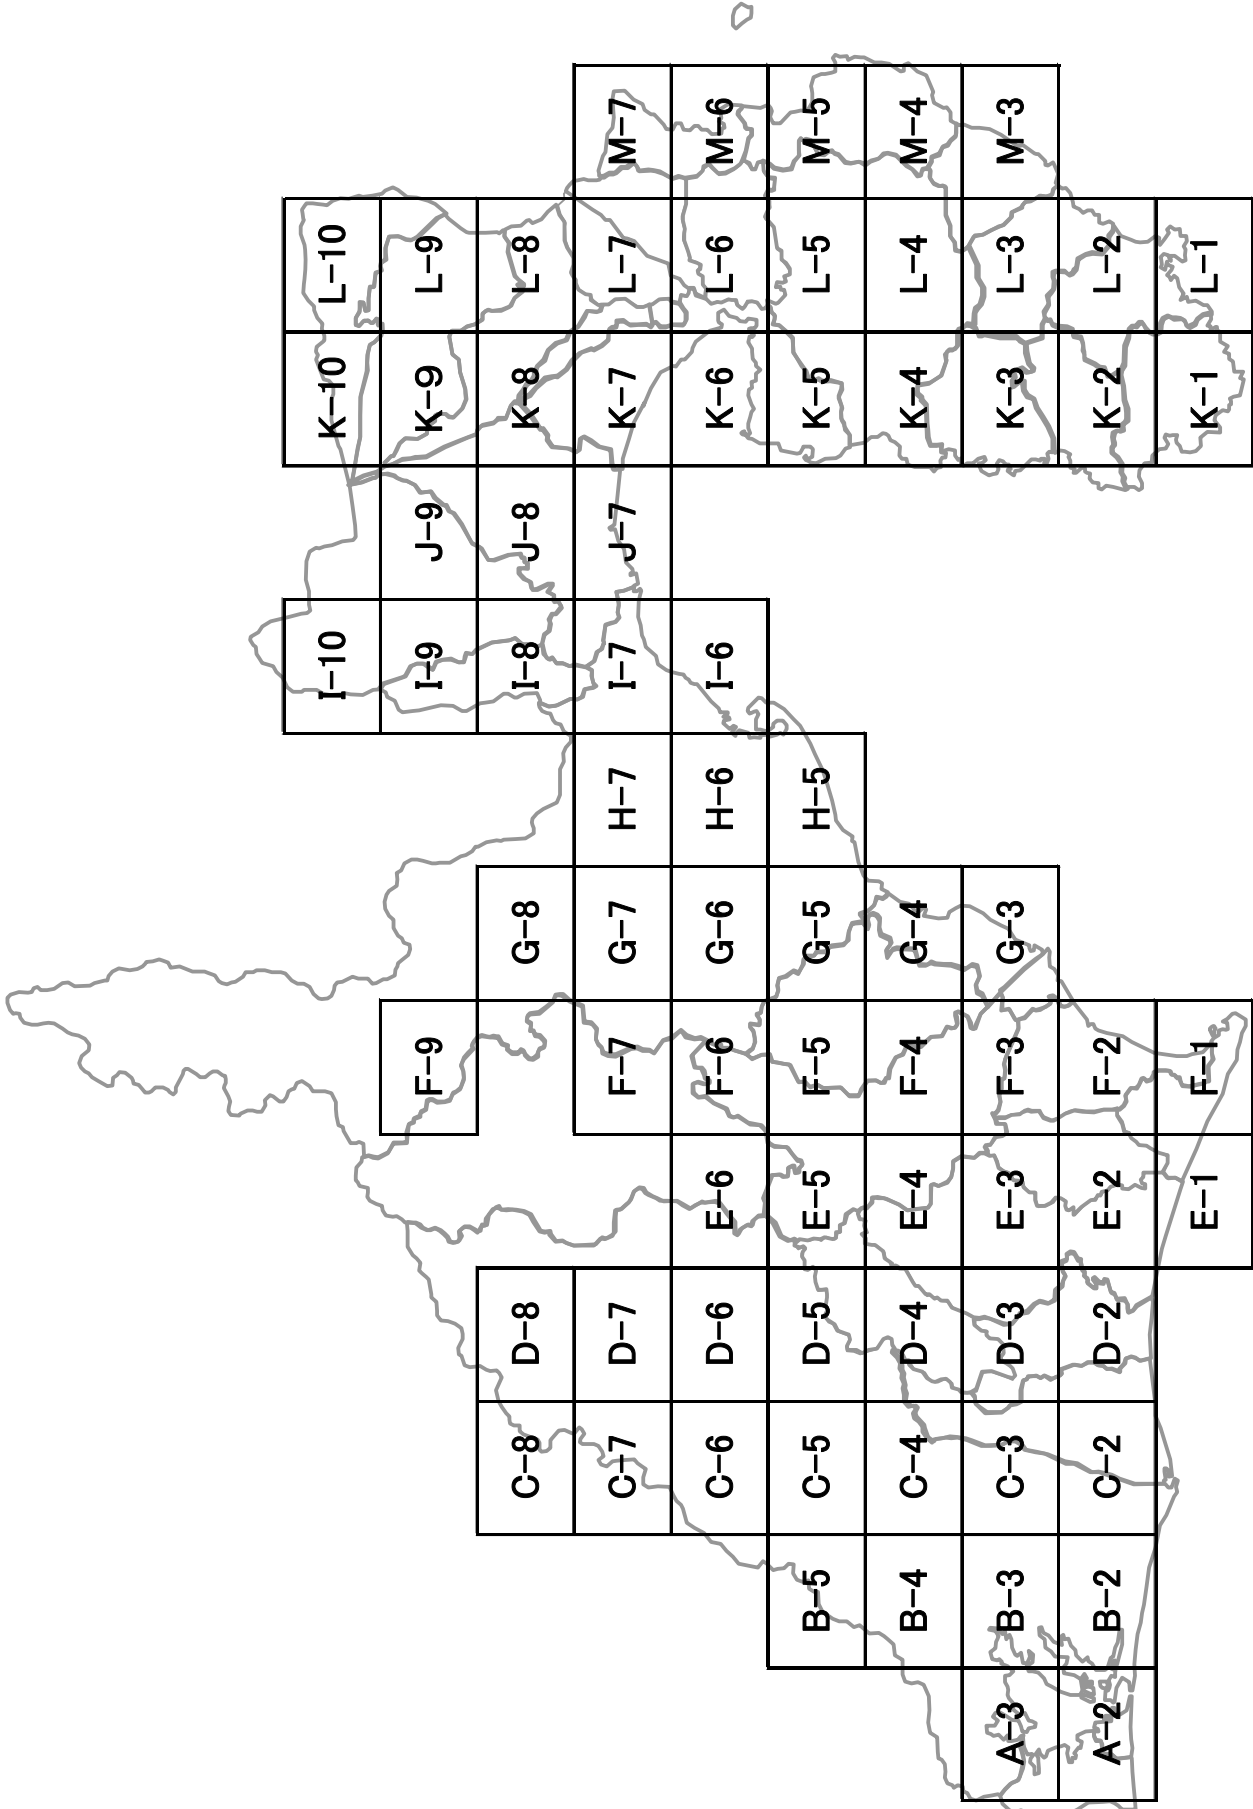 I-10 K-10 L-10
F-9 I-9 J-9 K-9 L-9
C-8 D-8 G-8 I-8 J-8 K-8 L-8
C-7 D-7 F-7 G-7 H-7 I-7 J-7 K-7 L-7 M-7
C-6 D-6 E-6 F-6 G-6 H-6 I-6 K-6 L-6 M-6
B-5 C-5 D-5 E-5 F-5 G-5 H-5 K-5 L-5 M-5
B-4 C-4 D-4 E-4 F-4 G-4 K-4 L-4 M-4
A-3 B-3 C-3 D-3 E-3 F-3 G-3 K-3 L-3 M-3
A-2 B-2 C-2 D-2 E-2 F-2 K-2 L-2
E-1 F-1 K-1 L-1